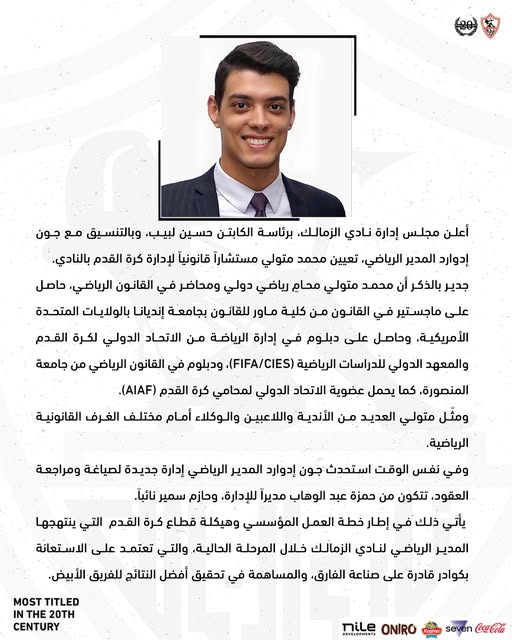 20
أعلن مجلس إدارة نادي الزمالك، برئاسة الكابتن حسين لبيب، وبالتنسيق مع جون
إدوارد المدير الرياضي، تعيين محمد متولي مستشاراً قانونياً لإدارة كرة القدم بالنادي.
جدير بالذكر أن محمد متولي محامٍ رياضي دولي ومحاضر في القانون الرياضي، حاصل
على ماجستير في القانون من كلية ماور للقانون بجامعة إنديانا بالولايات المتحدة
الأمريكية، وحاصل على دبلوم في إدارة الرياضة من الاتحاد الدولي لكرة القدم
والمعهد الدولي للدراسات الرياضية (FIFA/CIES)، ودبلوم في القانون الرياضي من جامعة
المنصورة، كما يحمل عضوية الاتحاد الدولي لمحامي كرة القدم (AIAF).
ومثّل متولي العديد من الأندية واللاعبين والوكلاء أمام مختلف الغرف القانونية
الرياضية.
وفي نفس الوقت استحدث جون إدوارد المدير الرياضي إدارة جديدة لصياغة ومراجعة
العقود، تتكون من حمزة عبد الوهاب مديراً للإدارة، وحازم سمير نائباً.
يأتي ذلك في إطار خطة العمل المؤسسي وهيكلة قطاع كرة القدم التي ينتهجها
المدير الرياضي لنادي الزمالك خلال المرحلة الحالية، والتي تعتمد على الاستعانة
بكوادر قادرة على صناعة الفارق، والمساهمة في تحقيق أفضل النتائج للفريق الأبيض.
MOST TITLED
IN THE 20TH
CENTURY
nile
DEVELOPMENTS
ONIRO
seven
Coca-Cola